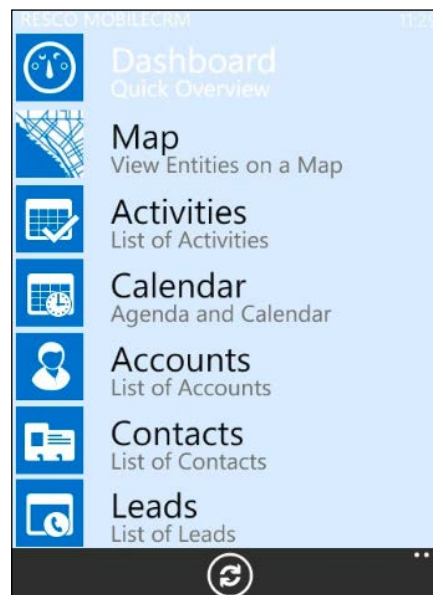 RESCO MOBILECRM
Dashboard
Quick Overview
Map
View Entities on a Map
Activities
List of Activities
Calendar
Agenda and Calendar
Accounts
List of Accounts
Contacts
List of Contacts
Leads
List of Leads